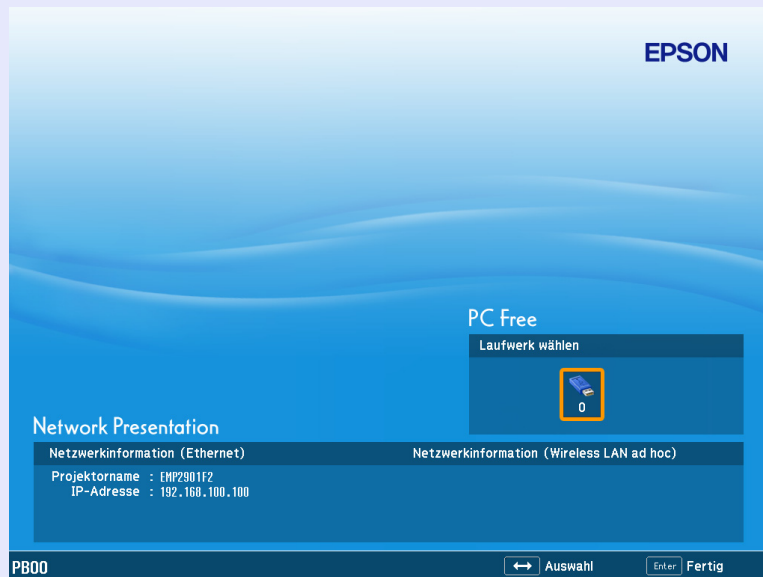 EPSON
PC Free
Laufwerk wählen
0
Network Presentation
Netzwerkinformation (Ethernet)
Netzwerkinformation (Wireless LAN ad hoc)
Projektorname : EMP2901F2
IP-Adresse : 192.168.100.100
PB00
Auswahl
Enter Fertig